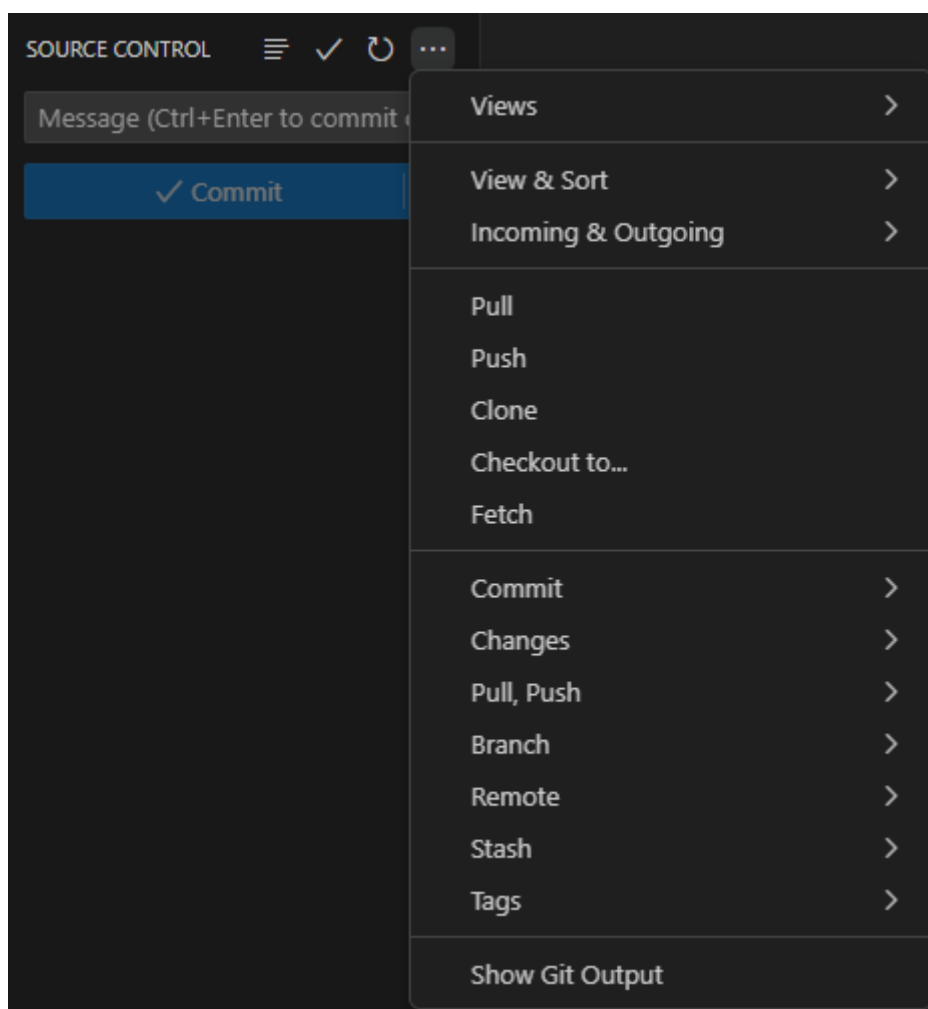 SOURCE CONTROL
Message (Ctrl+Enter to commit
Commit
Views
View & Sort
Incoming & Outgoing
Pull
Push
Clone
Checkout to...
Fetch
Commit
Changes
Pull, Push
Branch
Remote
Stash
Tags
Show Git Output